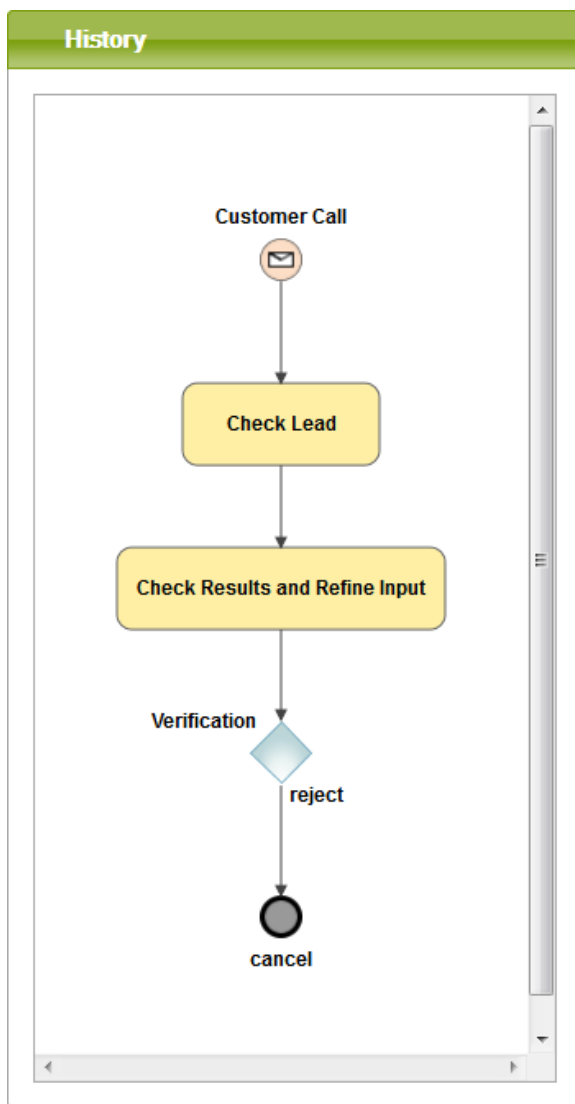 History
Customer Call
Check Lead
Check Results and Refine Input
Verification
reject
cancel